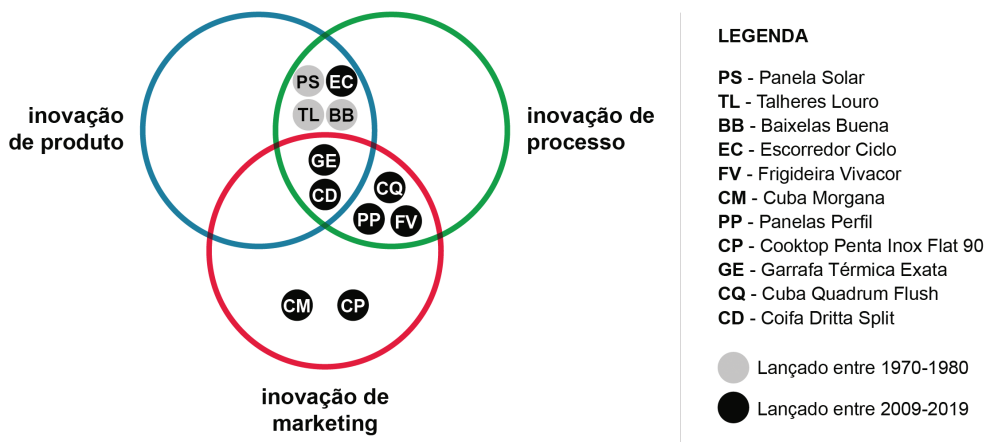 inovação
de produto
inovação de
processo
PS EC
TL BB
GE
CD
CQ
PP FV
CM CP
inovação de
marketing
LEGENDA
PS - Panela Solar
TL - Talheres Louro
BB - Baixelas Buena
EC - Escorredor Ciclo
FV - Frigideira Vivacor
CM - Cuba Morgana
PP - Panelas Perfil
CP - Cooktop Penta Inox Flat 90
GE - Garrafa Térmica Exata
CQ - Cuba Quadrum Flush
CD - Coifa Dritta Split
Lançado entre 1970-1980
Lançado entre 2009-2019